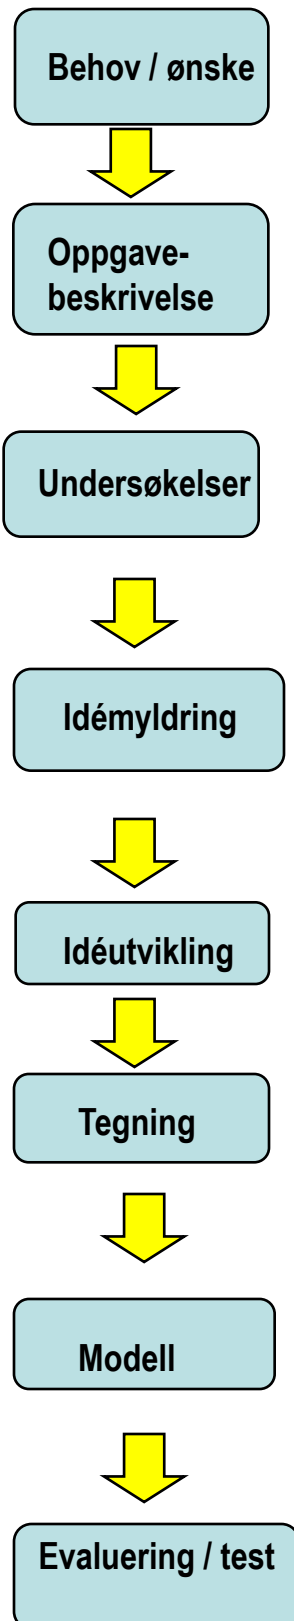 Behov / ønske
Oppgave-
beskrivelse
Undersøkelser
Idémyldring
Idéutvikling
Tegning
Modell
Evaluering / test